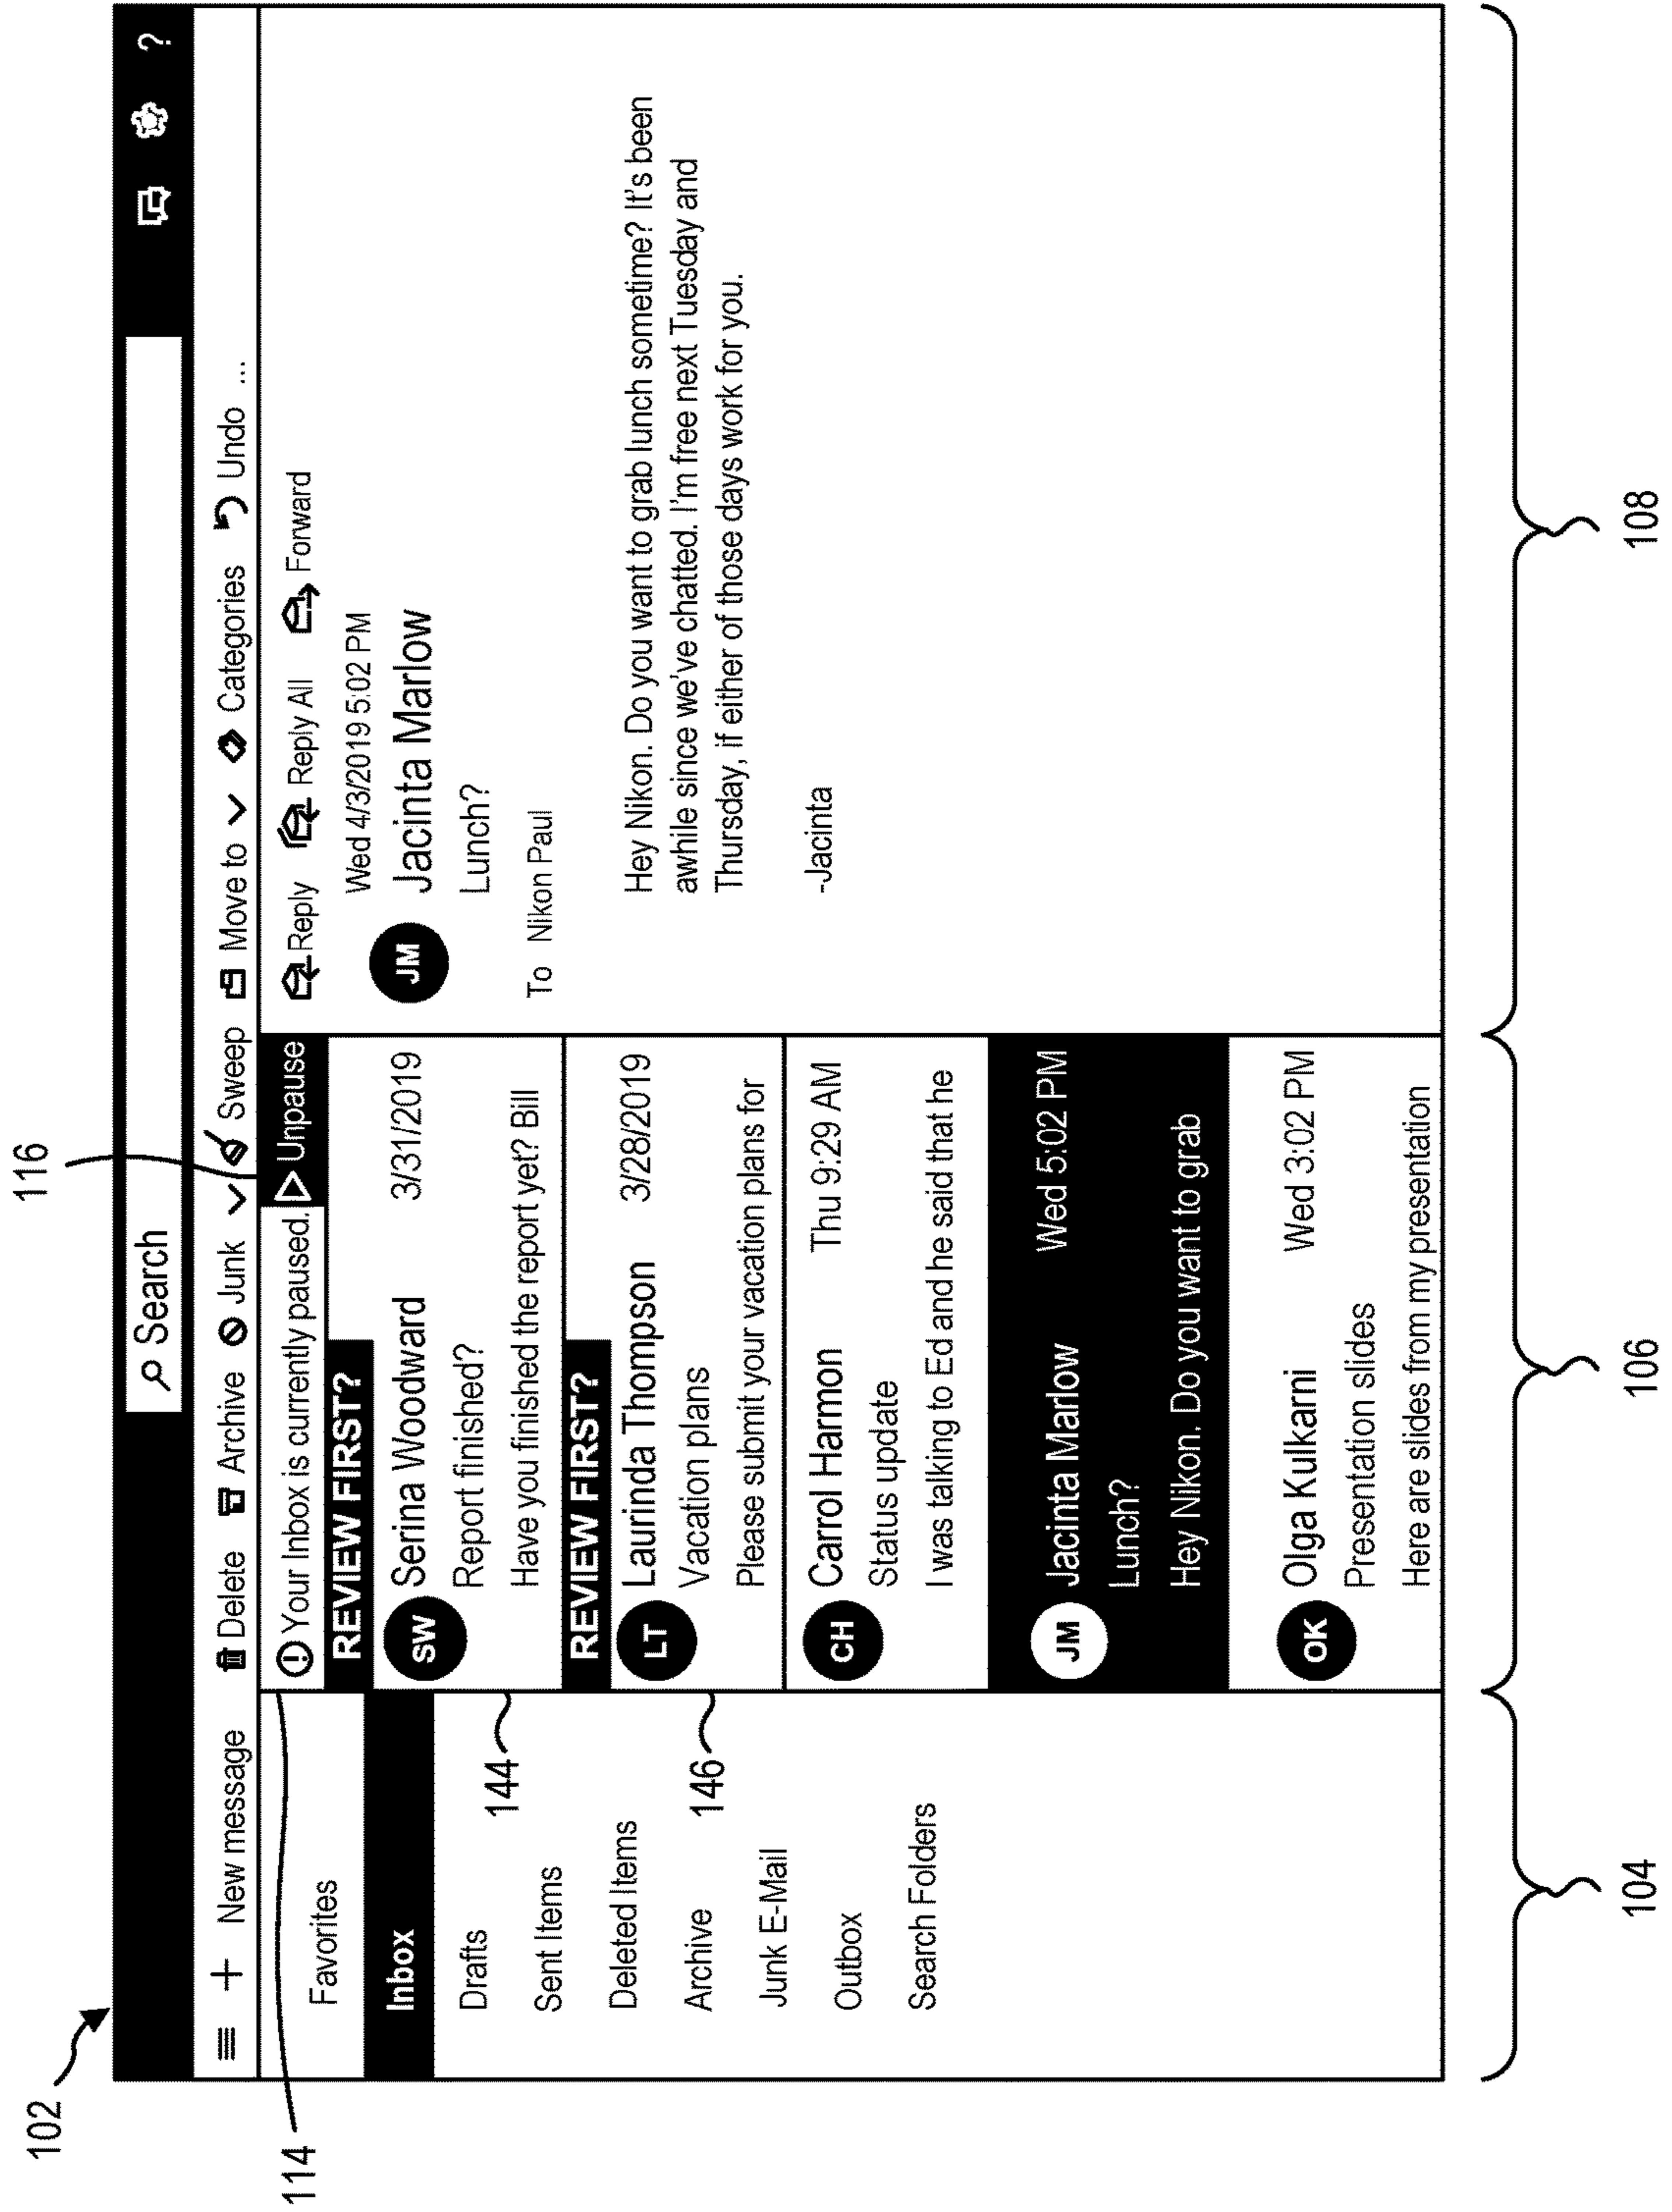 102
116
Search
?
New message Delete Archive Junk Sweep Move to Categories Undo ...
114
Favorites
Inbox
Drafts
Sent Items
Deleted Items
Archive
Junk E-Mail
Outbox
Search Folders
Your Inbox is currently paused. Unpause
REVIEW FIRST?
SW Serina Woodward 3/31/2019
Report finished?
Have you finished the report yet? Bill
144
REVIEW FIRST?
LT Laurinda Thompson 3/28/2019
Vacation plans
Please submit your vacation plans for
146
CH Carrol Harmon Thu 9:29 AM
Status update
I was talking to Ed and he said that he
JM Jacinta Marlow Wed 5:02 PM
Lunch?
Hey Nikon. Do you want to grab
OK Olga Kulkarni Wed 3:02 PM
Presentation slides
Here are slides from my presentation
Reply Reply All Forward
Wed 4/3/2019 5:02 PM
JM Jacinta Marlow
Lunch?
To Nikon Paul
Hey Nikon. Do you want to grab lunch sometime? It's been
awhile since we've chatted. I'm free next Tuesday and
Thursday, if either of those days work for you.
-Jacinta
104
106
108